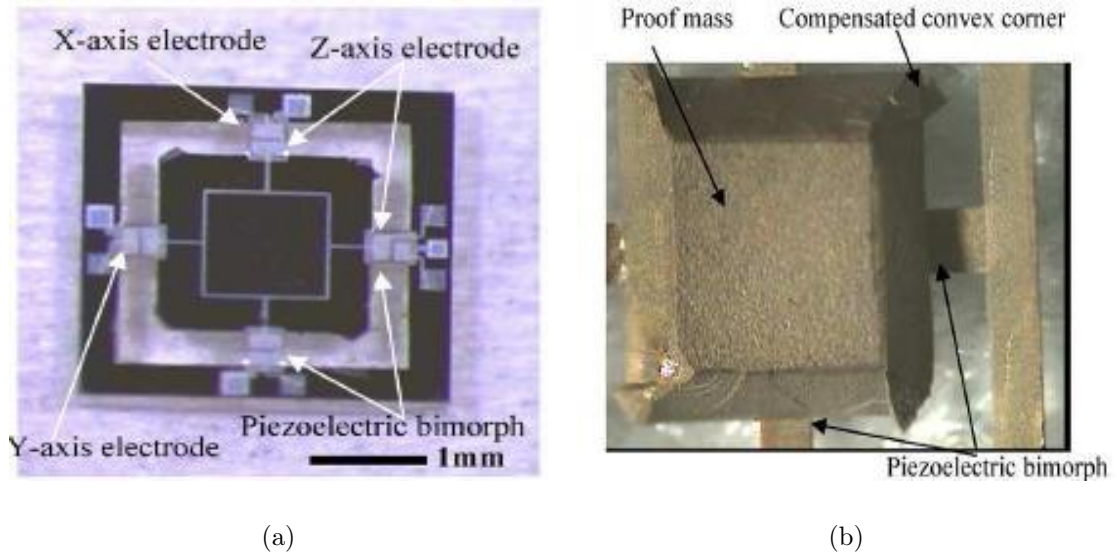 X-axis electrode
Z-axis electrode
Y-axis electrode
Piezoelectric bimorph
1mm
Proof mass
Compensated convex corner
Piezoelectric bimorph
(a)
(b)